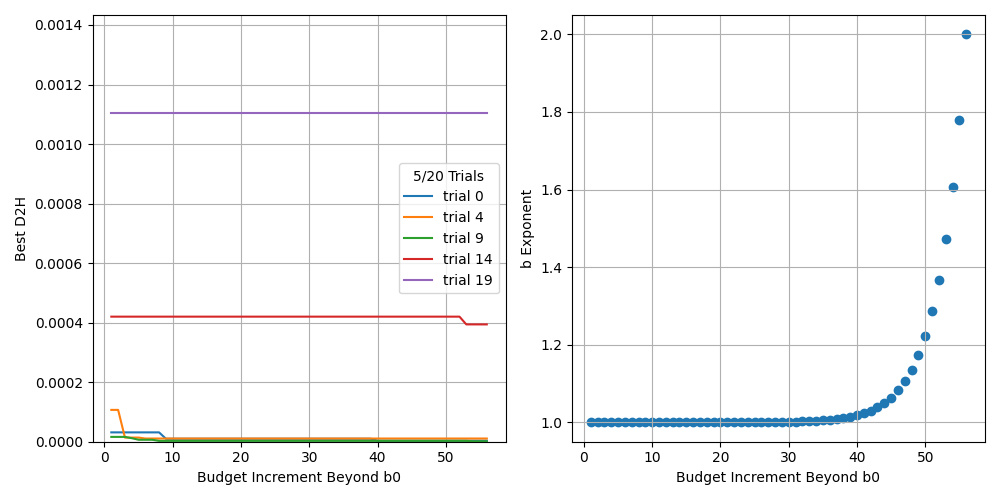 0.0014
0.0012
0.0010
0.0008
0.0006
0.0004
0.0002
0.0000
Best D2H
0 10 20 30 40 50
Budget Increment Beyond b0
5/20 Trials
trial 0
trial 4
trial 9
trial 14
trial 19
2.0
1.8
1.6
1.4
1.2
1.0
b Exponent
0 10 20 30 40 50
Budget Increment Beyond b0